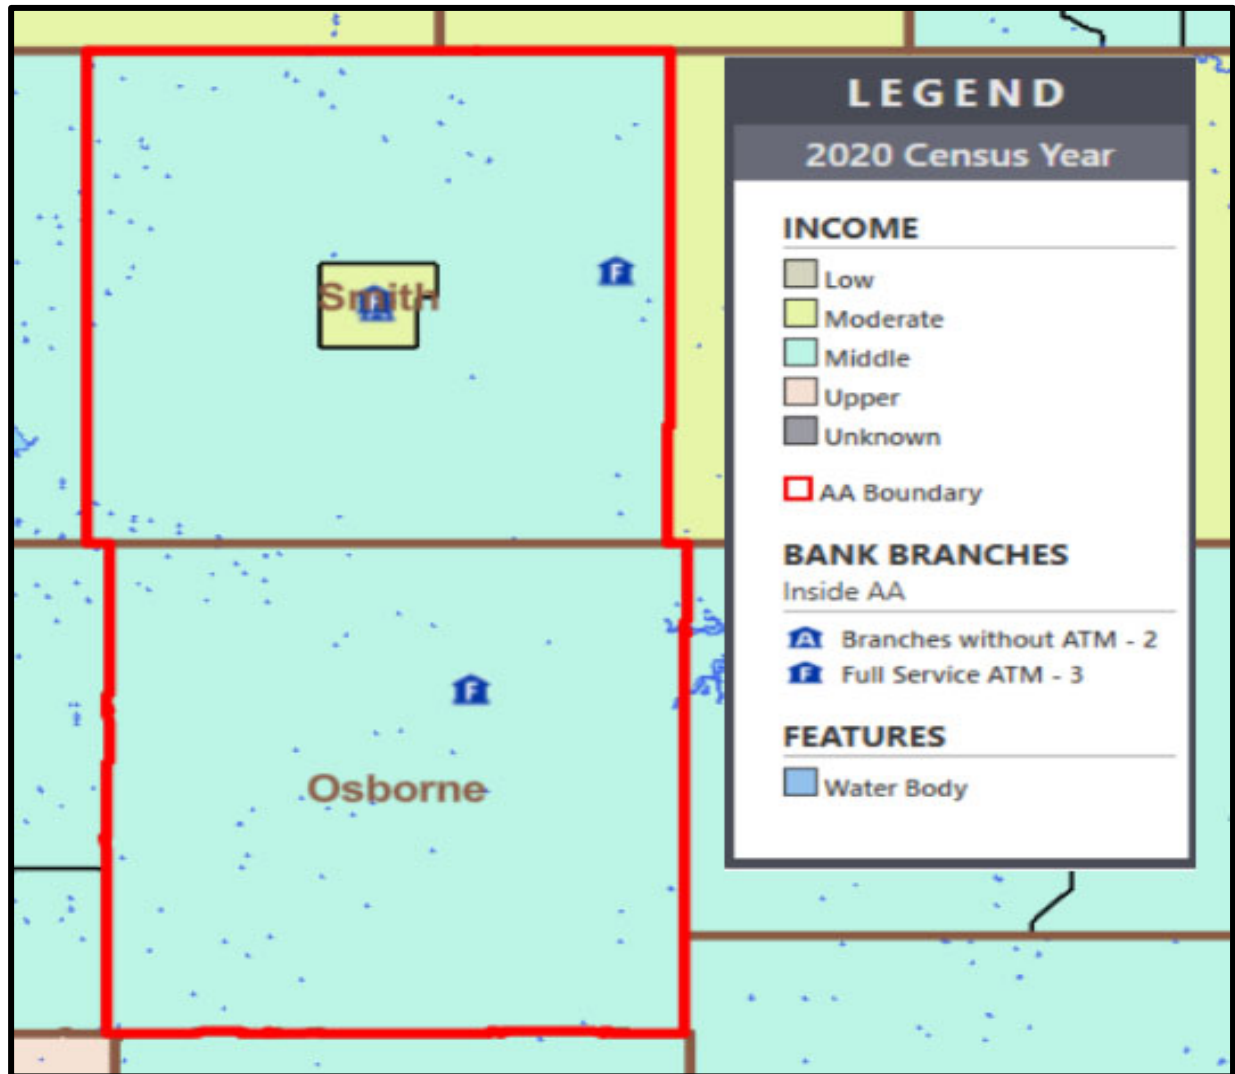 LEGEND
2020 Census Year
INCOME
Low
Moderate
Middle
Upper
Unknown
AA Boundary
BANK BRANCHES
Inside AA
A Branches without ATM - 2
F Full Service ATM - 3
FEATURES
Water Body
F
Smith
F
F
Osborne